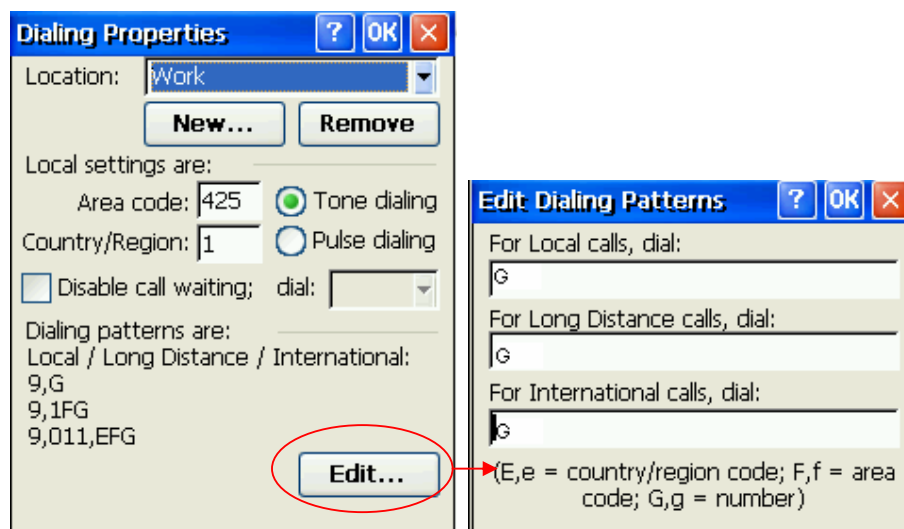 Dialing Properties ? OK
Location: Work
New... Remove
Local settings are:
Area code: 425 Tone dialing
Country/Region: 1 Pulse dialing
Disable call waiting; dial:
Dialing patterns are:
Local / Long Distance / International:
9,G
9,1FG
9,011,EFG
Edit...
Edit Dialing Patterns ? OK
For Local calls, dial:
G
For Long Distance calls, dial:
G
For International calls, dial:
G
(E,e = country/region code; F,f = area
code; G,g = number)